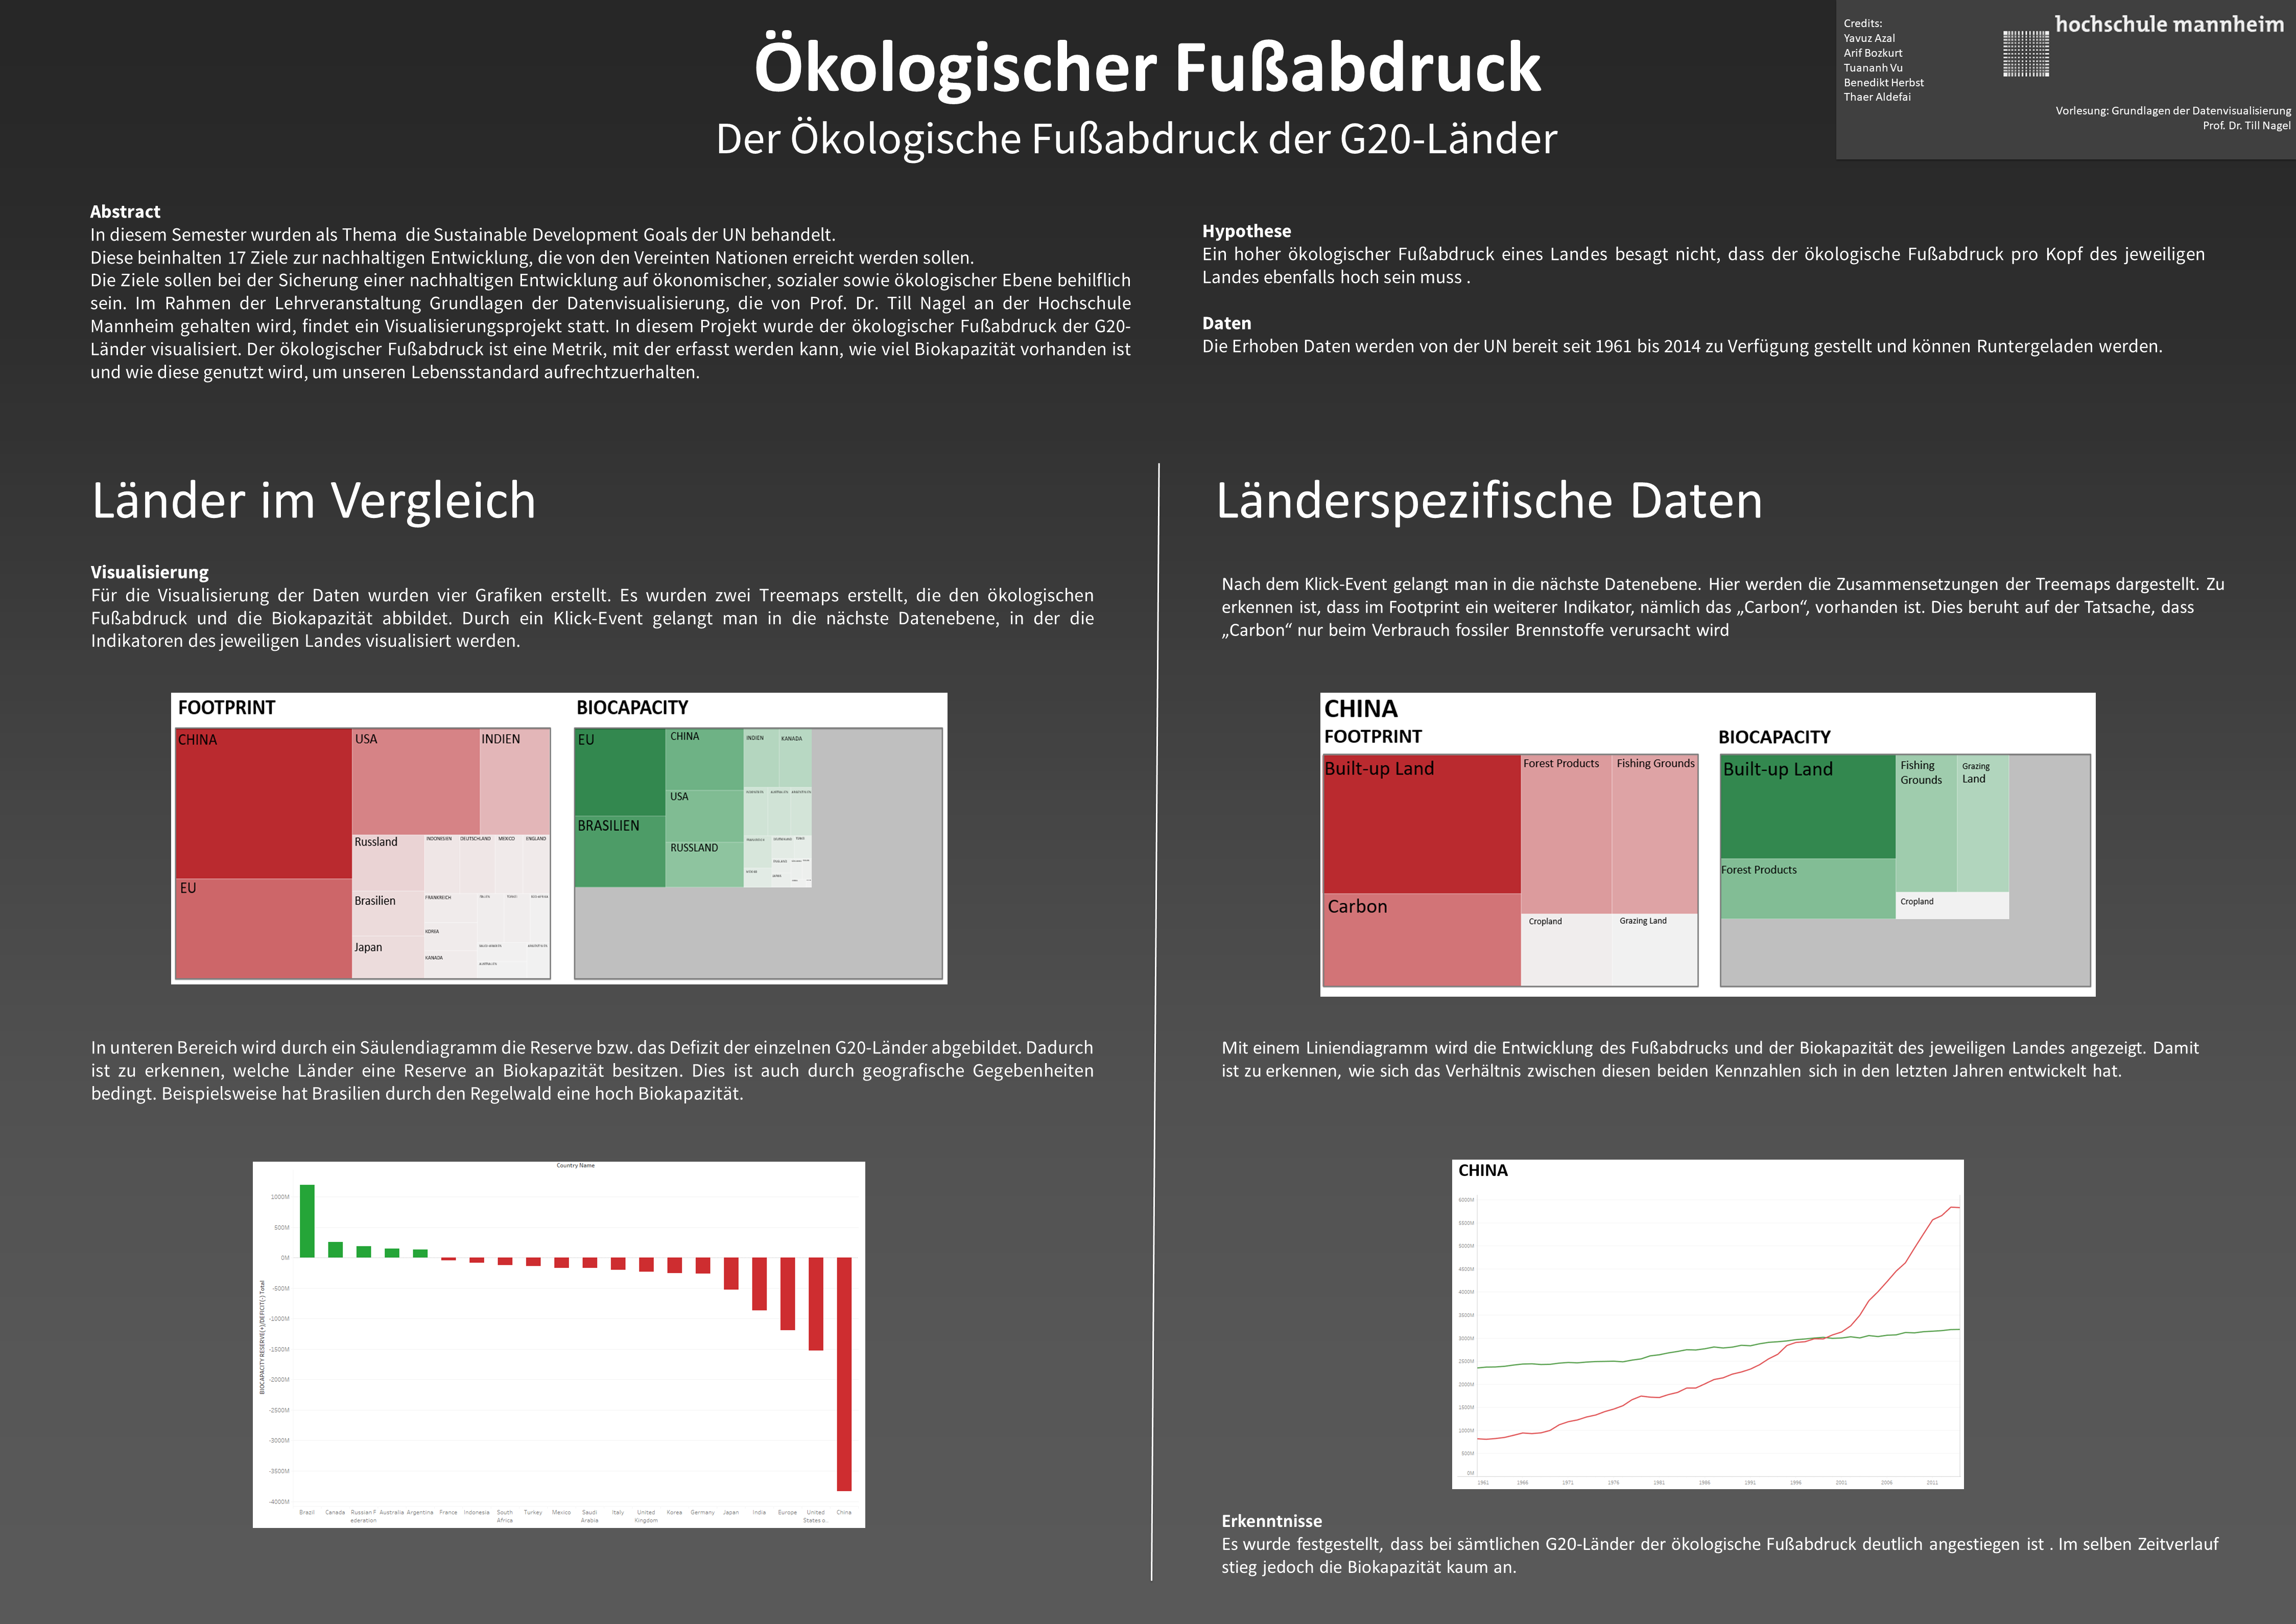 Ökologischer Fußabdruck
Der Ökologische Fußabdruck der G20-Länder
Credits:
Yavuz Azal
Arif Bozkurt
Tuananh Vu
Benedikt Herbst
Thaer Aldefai
hochschule mannheim
Vorlesung: Grundlagen der Datenvisualisierung
Prof. Dr. Till Nagel
Abstract
In diesem Semester wurden als Thema die Sustainable Development Goals der UN behandelt.
Diese beinhalten 17 Ziele zur nachhaltigen Entwicklung, die von den Vereinten Nationen erreicht werden sollen.
Die Ziele sollen bei der Sicherung einer nachhaltigen Entwicklung auf ökonomischer, sozialer sowie ökologischer Ebene behilflich
sein. Im Rahmen der Lehrveranstaltung Grundlagen der Datenvisualisierung, die von Prof. Dr. Till Nagel an der Hochschule
Mannheim gehalten wird, findet ein Visualisierungsprojekt statt. In diesem Projekt wurde der ökologischer Fußabdruck der G20-
Länder visualisiert. Der ökologischer Fußabdruck ist eine Metrik, mit der erfasst werden kann, wie viel Biokapazität vorhanden ist
und wie diese genutzt wird, um unseren Lebensstandard aufrechtzuerhalten.
Hypothese
Ein hoher ökologischer Fußabdruck eines Landes besagt nicht, dass der ökologische Fußabdruck pro Kopf des jeweiligen
Landes ebenfalls hoch sein muss .
Daten
Die Erhoben Daten werden von der UN bereit seit 1961 bis 2014 zu Verfügung gestellt und können Runtergeladen werden.
Länder im Vergleich
Visualisierung
Für die Visualisierung der Daten wurden vier Grafiken erstellt. Es wurden zwei Treemaps erstellt, die den ökologischen
Fußabdruck und die Biokapazität abbildet. Durch ein Klick-Event gelangt man in die nächste Datenebene, in der die
Indikatoren des jeweiligen Landes visualisiert werden.
FOOTPRINT
CHINA
USA
INDIEN
EU
Russland
INDONESIEN
DEUTSCHLAND
MEXICO
ENGLAND
Brasilien
FRANKREICH
KOREA
Japan
KANADA
BIOCAPACITY
EU
CHINA
INDIEN
KANADA
USA
BRASILIEN
RUSSLAND
In unteren Bereich wird durch ein Säulendiagramm die Reserve bzw. das Defizit der einzelnen G20-Länder abgebildet. Dadurch
ist zu erkennen, welche Länder eine Reserve an Biokapazität besitzen. Dies ist auch durch geografische Gegebenheiten
bedingt. Beispielsweise hat Brasilien durch den Regelwald eine hoch Biokapazität.
Country Name
BIOCAPACITY RESERVE(+)/DEFICIT(-) Total
1000M
500M
0M
-500M
-1000M
-1500M
-2000M
-2500M
-3000M
-3500M
-4000M
Brazil Canada Russian F Australia Argentina France Indonesia South Turkey Mexico Saudi Italy United Korea Germany Japan India Europe United China
ederation Africa Arabia Kingdom States o..
Länderspezifische Daten
Nach dem Klick-Event gelangt man in die nächste Datenebene. Hier werden die Zusammensetzungen der Treemaps dargestellt. Zu
erkennen ist, dass im Footprint ein weiterer Indikator, nämlich das „Carbon“, vorhanden ist. Dies beruht auf der Tatsache, dass
„Carbon“ nur beim Verbrauch fossiler Brennstoffe verursacht wird
CHINA
FOOTPRINT
Built-up Land
Forest Products
Fishing Grounds
Carbon
Cropland
Grazing Land
BIOCAPACITY
Built-up Land
Fishing
Grounds
Grazing
Land
Forest Products
Cropland
Mit einem Liniendiagramm wird die Entwicklung des Fußabdrucks und der Biokapazität des jeweiligen Landes angezeigt. Damit
ist zu erkennen, wie sich das Verhältnis zwischen diesen beiden Kennzahlen sich in den letzten Jahren entwickelt hat.
CHINA
6000M
5500M
5000M
4500M
4000M
3500M
3000M
2500M
2000M
1500M
1000M
500M
0M
1961 1966 1971 1976 1981 1986 1991 1996 2001 2006 2011
Erkenntnisse
Es wurde festgestellt, dass bei sämtlichen G20-Länder der ökologische Fußabdruck deutlich angestiegen ist . Im selben Zeitverlauf
stieg jedoch die Biokapazität kaum an.